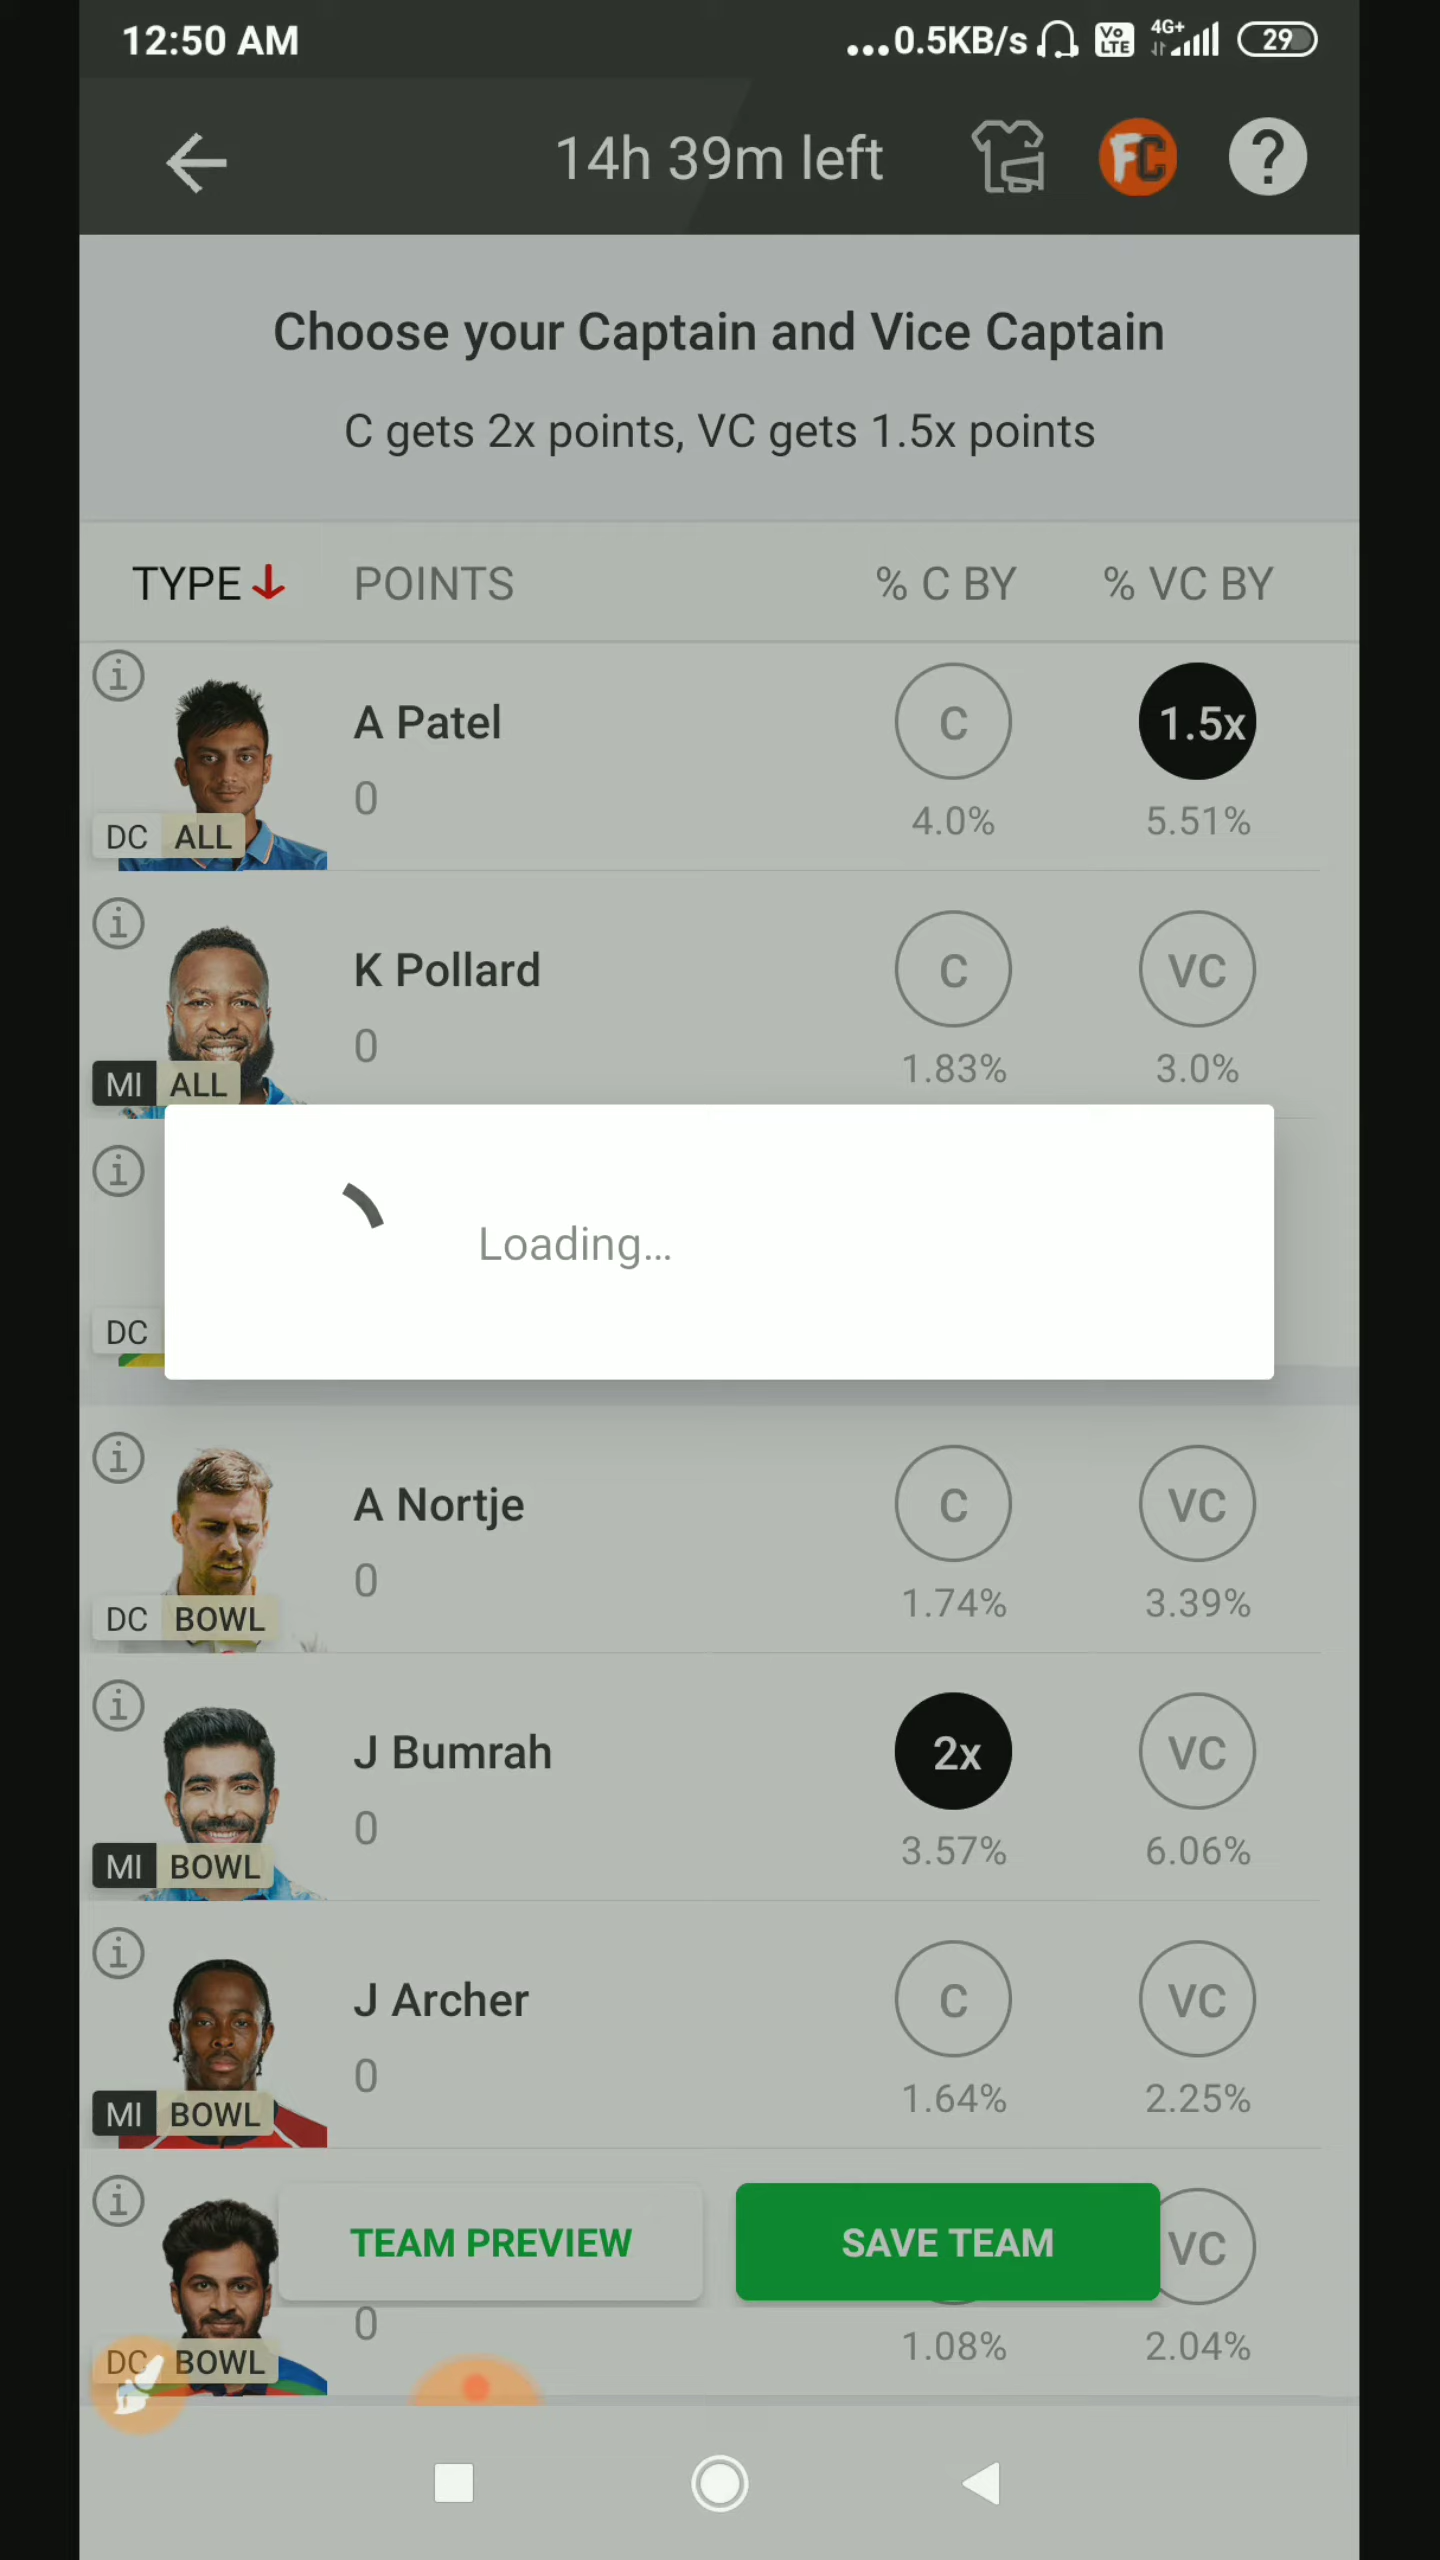 12:50 AM
...0.5KB/s Vo LTE 4G+ 29
14h 39m left FC ?
Choose your Captain and Vice Captain
C gets 2x points, VC gets 1.5x points
TYPE POINTS % C BY % VC BY
i A Patel C 1.5x
0 4.0% 5.51%
DC ALL
i K Pollard C VC
0 1.83% 3.0%
MI ALL
i
Loading...
DC
i A Nortje C VC
0 1.74% 3.39%
DC BOWL
i J Bumrah 2x VC
0 3.57% 6.06%
MI BOWL
i J Archer C VC
0 1.64% 2.25%
MI BOWL
i TEAM PREVIEW SAVE TEAM VC
0 1.08% 2.04%
DC BOWL